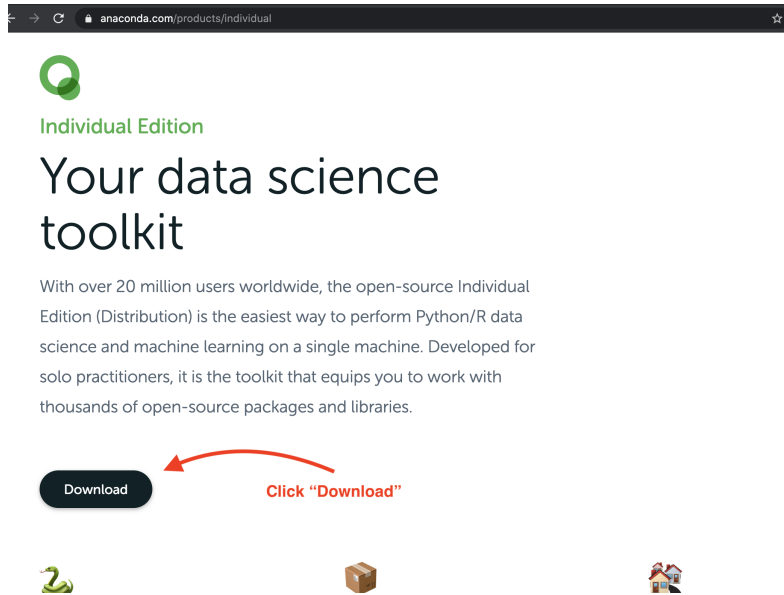 anaconda.com/products/individual
Individual Edition
Your data science
toolkit
With over 20 million users worldwide, the open-source Individual
Edition (Distribution) is the easiest way to perform Python/R data
science and machine learning on a single machine. Developed for
solo practitioners, it is the toolkit that equips you to work with
thousands of open-source packages and libraries.
Download
Click “Download”